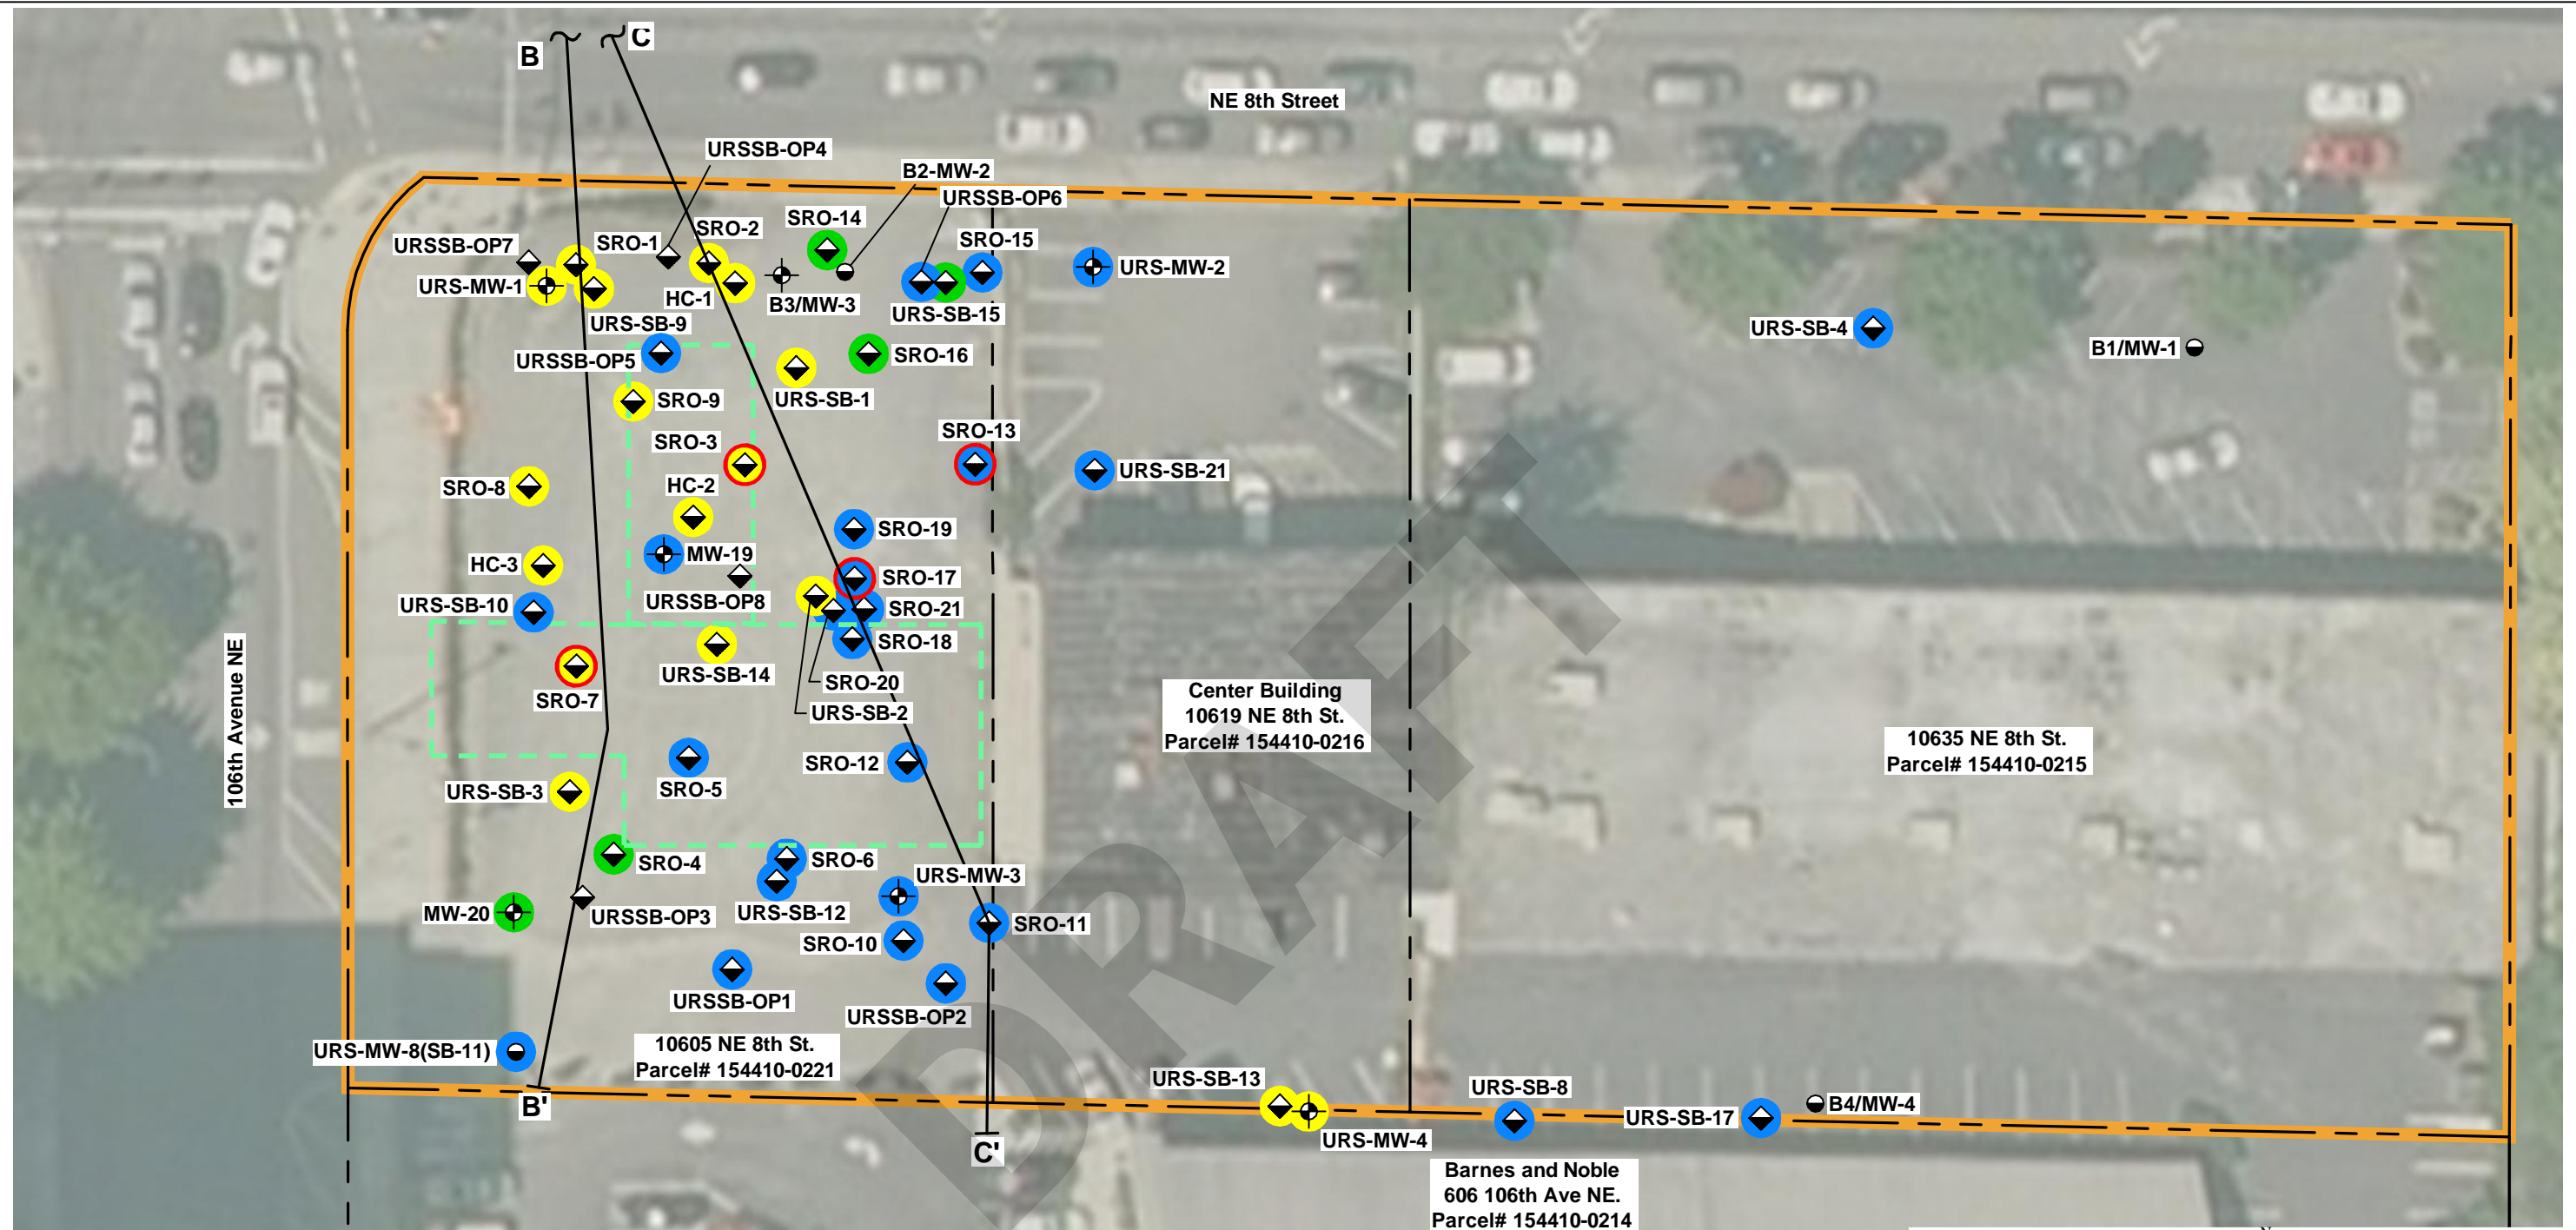 B
C
NE 8th Street
URSSB-OP4
B2-MW-2
URSSB-OP6
SRO-14
SRO-2
SRO-1
SRO-15
URSSB-OP7
URS-MW-1
HC-1
B3/MW-3
URS-MW-2
URS-SB-15
URS-SB-9
URSSB-OP5
SRO-16
URS-SB-4
B1/MW-1
URS-SB-1
SRO-9
SRO-3
SRO-13
URS-SB-21
HC-2
SRO-8
SRO-19
MW-19
HC-3
SRO-17
URSSB-OP8
URS-SB-10
SRO-21
SRO-18
URS-SB-14
SRO-20
SRO-7
URS-SB-2
106th Avenue NE
Center Building
10619 NE 8th St.
Parcel# 154410-0216
10635 NE 8th St.
Parcel# 154410-0215
SRO-12
SRO-5
URS-SB-3
SRO-4
SRO-6
URS-MW-3
MW-20
URSSB-OP3
URS-SB-12
SRO-11
SRO-10
URSSB-OP1
URSSB-OP2
URS-MW-8(SB-11)
10605 NE 8th St.
Parcel# 154410-0221
B'
C'
URS-SB-13
URS-MW-4
URS-SB-8
URS-SB-17
B4/MW-4
Barnes and Noble
606 106th Ave NE.
Parcel# 154410-0214
DRAFT
N